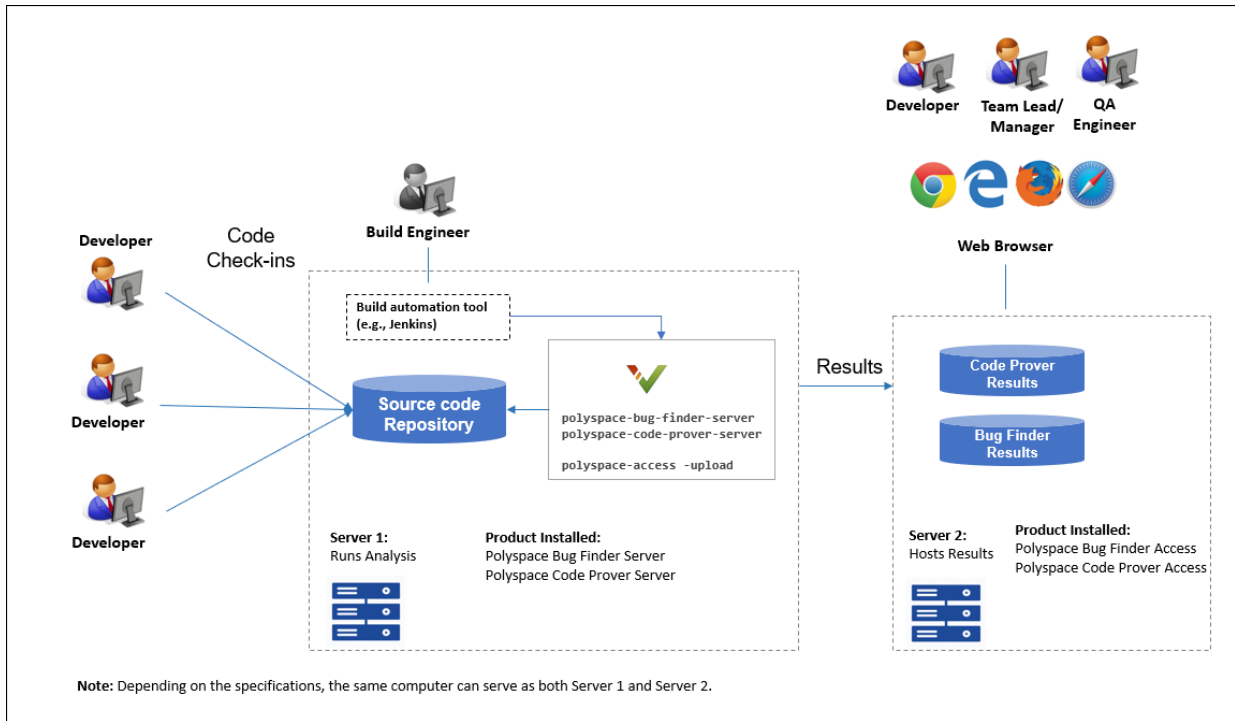 Developer
Team Lead/
Manager
QA
Engineer
Build Engineer
Web Browser
Developer
Code
Check-ins
Build automation tool
(e.g., Jenkins)
Developer
Source code
Repository
polyspace-bug-finder-server
polyspace-code-prover-server
polyspace-access -upload
Results
Code Prover
Results
Bug Finder
Results
Developer
Server 1:
Runs Analysis
Product Installed:
Polyspace Bug Finder Server
Polyspace Code Prover Server
Server 2:
Hosts Results
Product Installed:
Polyspace Bug Finder Access
Polyspace Code Prover Access
Note: Depending on the specifications, the same computer can serve as both Server 1 and Server 2.